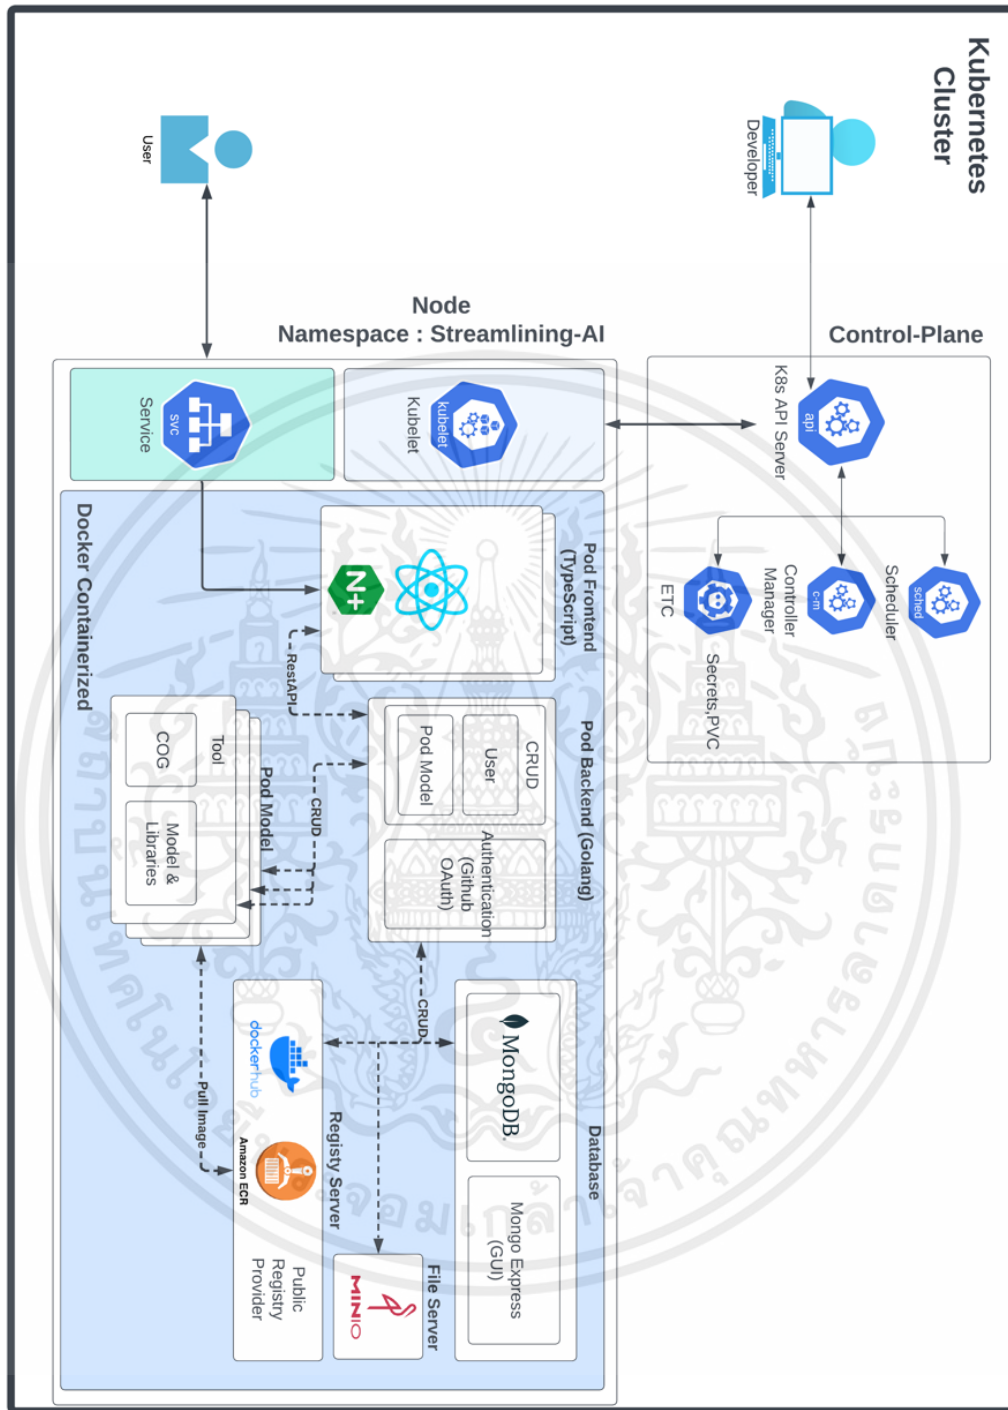 Kubernetes
Cluster
Developer
User
Control-Plane
K8s API Server
api
Scheduler
sched
Controller
Manager
c-m
ETC
Secrets,PVC
Node
Namespace : Streamlining-AI
Kubelet
kubelet
Service
svc
Docker Containerized
Pod Frontend
(TypeScript)
N+
RestAPI
Pod Backend (Golang)
CRUD
User
Pod Model
Authentication
(Github
OAuth)
CRUD
Pod Model
Tool
COG
Model &
Libraries
CRUD
Database
MongoDB.
Mongo Express
(GUI)
Registy Server
dockerhub
Amazon ECR
Public
Registry
Provider
Pull Image
File Server
MINIO